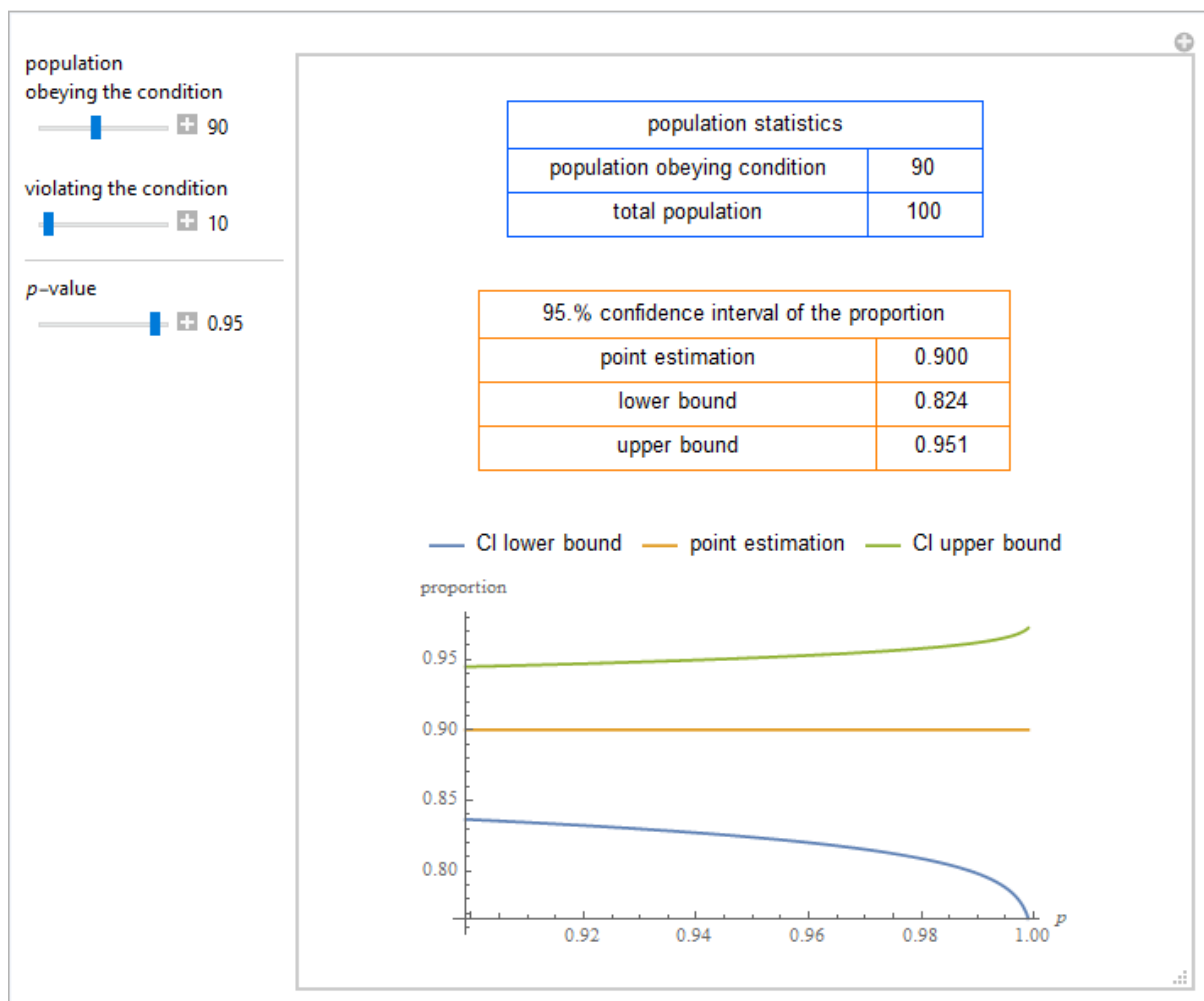 population
obeying the condition
90
violating the condition
10
p-value
0.95
population statistics
population obeying condition 90
total population 100
95.% confidence interval of the proportion
point estimation 0.900
lower bound 0.824
upper bound 0.951
CI lower bound point estimation CI upper bound
proportion
0.95
0.90
0.85
0.80
0.92 0.94 0.96 0.98 1.00 p